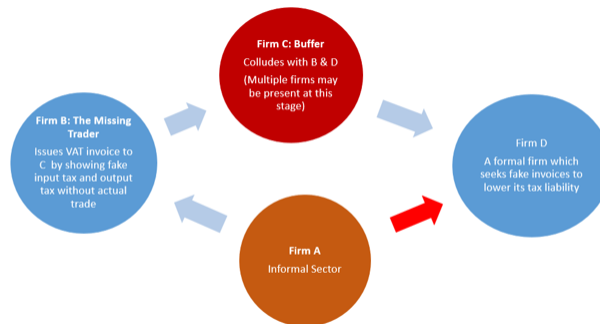 Firm C: Buffer
Colludes with B & D
(Multiple firms may
be present at this
stage)
Firm B: The Missing
Trader
Issues VAT invoice to
C by showing fake
input tax and output
tax without actual
trade
Firm D
A formal firm which
seeks fake invoices to
lower its tax liability
Firm A
Informal Sector